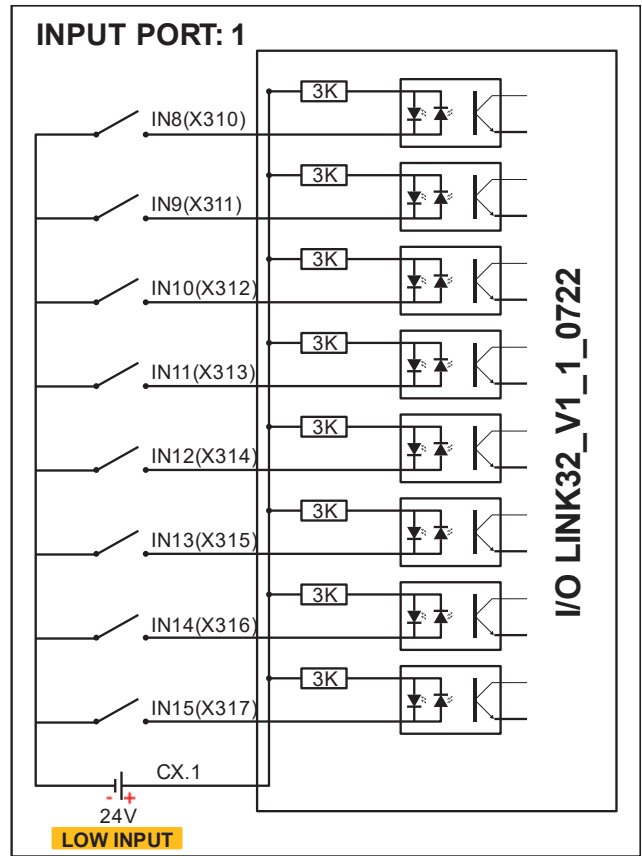 INPUT PORT: 1
3K
IN8(X310)
3K
IN9(X311)
3K
IN10(X312)
3K
IN11(X313)
3K
IN12(X314)
3K
IN13(X315)
3K
IN14(X316)
3K
IN15(X317)
I/O LINK32_V1_1_0722
CX.1
- +
24V
LOW INPUT